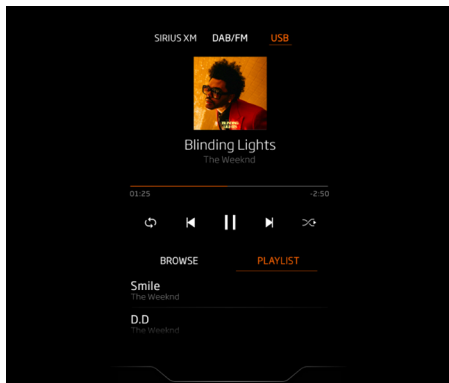 SIRIUS XM DAB/FM USB
Blinding Lights
The Weeknd
01:25 -2:50
BROWSE PLAYLIST
Smile
The Weeknd
D.D
The Weeknd